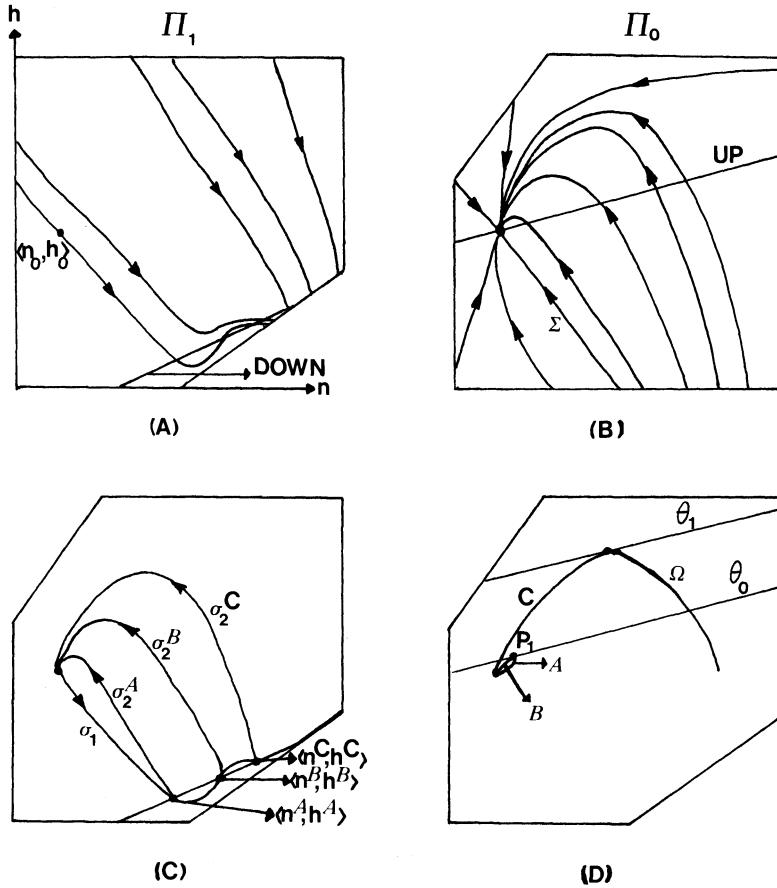 h Π₁
⟨n₀,h₀⟩
DOWN
n
(A)
Π₀
UP
Σ
(B)
σ₂C
σ₂ᴮ
σ₂ᴬ
σ₁
⟨nᶜ,hᶜ⟩
⟨nᴮ,hᴮ⟩
⟨nᴬ,hᴬ⟩
(C)
θ₁
Ω
θ₀
C
P₁
A
B
(D)